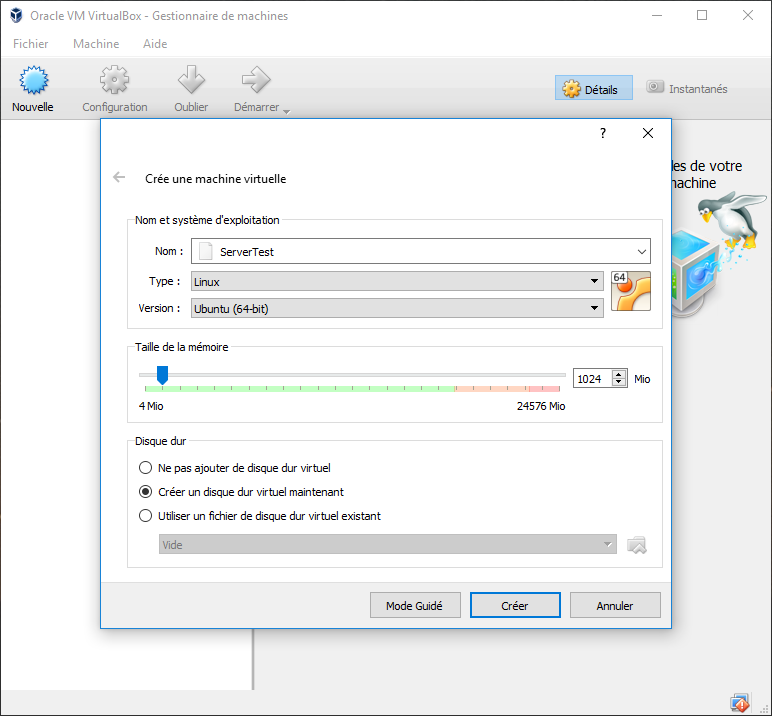 Oracle VM VirtualBox - Gestionnaire de machines
Fichier Machine Aide
Nouvelle Configuration Oublier Démarrer Détails Instantanés
?
Crée une machine virtuelle
les de votre
machine
Nom et système d'exploitation
Nom : ServerTest
Type : Linux
64
Version : Ubuntu (64-bit)
Taille de la mémoire
1024 Mio
4 Mio 24576 Mio
Disque dur
Ne pas ajouter de disque dur virtuel
Créer un disque dur virtuel maintenant
Utiliser un fichier de disque dur virtuel existant
Vide
Mode Guidé Créer Annuler